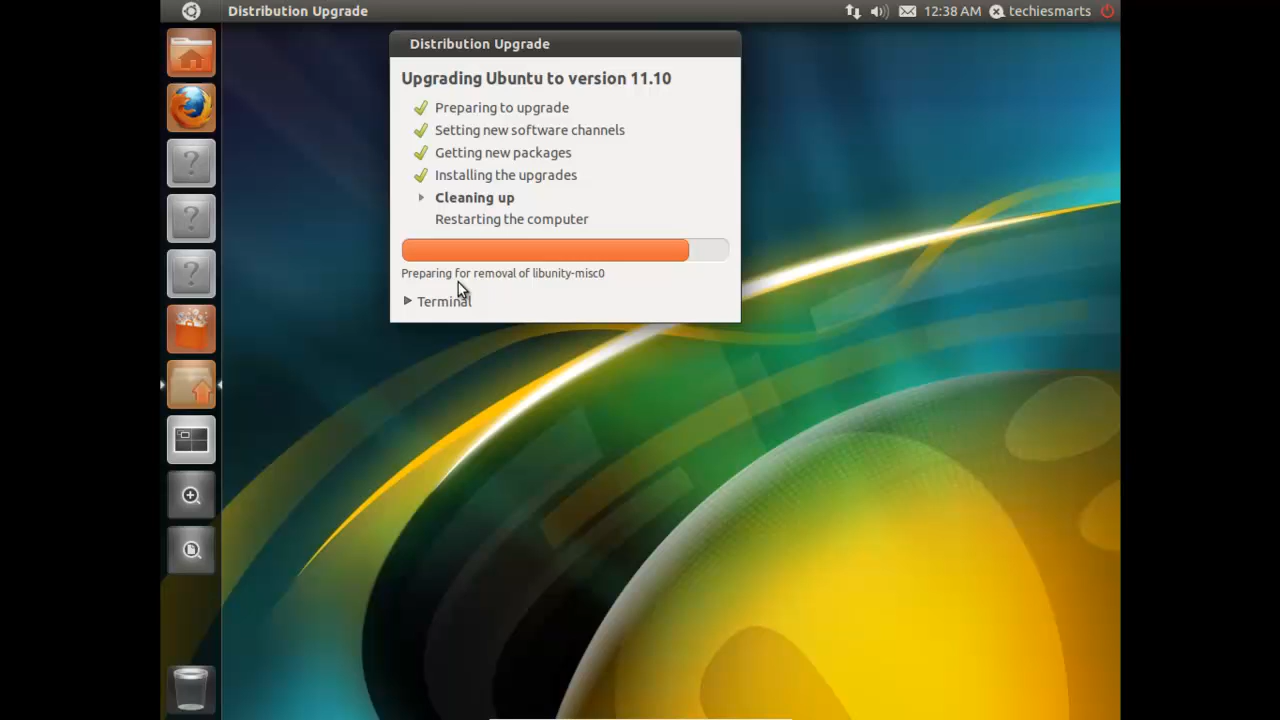 Distribution Upgrade
12:38 AM
techiesmarts
Distribution Upgrade
Upgrading Ubuntu to version 11.10
Preparing to upgrade
Setting new software channels
Getting new packages
Installing the upgrades
Cleaning up
Restarting the computer
Preparing for removal of libunity-misc0
Terminal